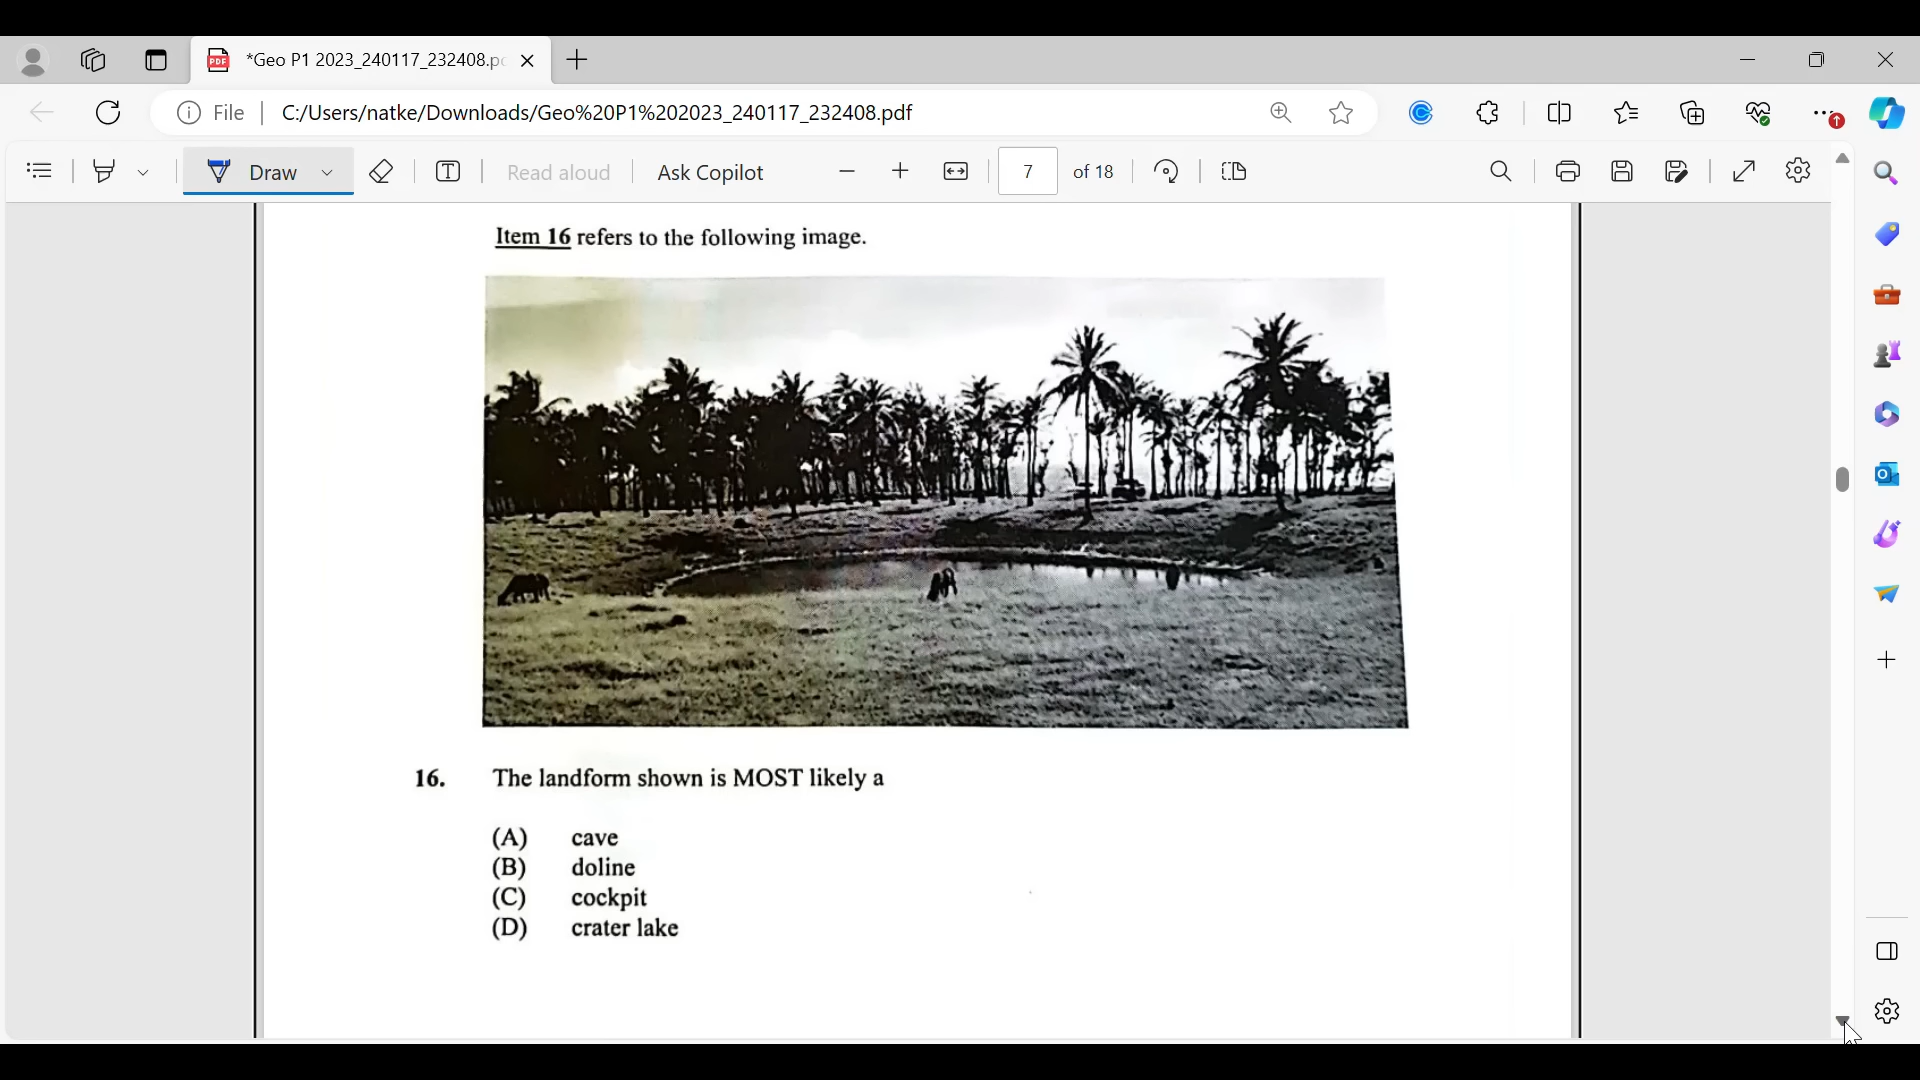 *Geo P1 2023_240117_232408.p
File
C:/Users/natke/Downloads/Geo%20P1%202023_240117_232408.pdf
Draw
Read aloud
Ask Copilot
7
of 18
Item 16 refers to the following image.
16. The landform shown is MOST likely a
(A) cave
(B) doline
(C) cockpit
(D) crater lake